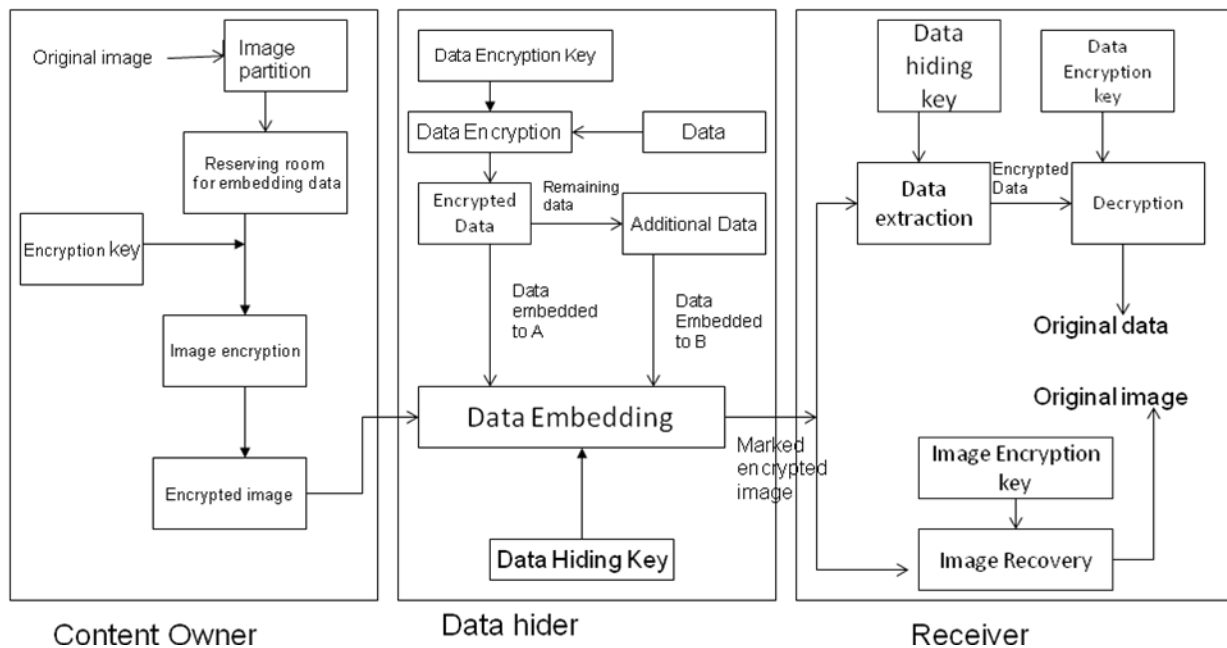 Original image
Image
partition
Reserving room
for embedding data
Encryption key
Image encryption
Encrypted image
Content Owner
Data Encryption Key
Data Encryption
Data
Encrypted
Data
Remaining
data
Additional Data
Data
embedded
to A
Data
Embedded
to B
Data Embedding
Data Hiding Key
Data hider
Marked
encrypted
image
Data
hiding
key
Data
Encryption
key
Data
extraction
Encrypted
Data
Decryption
Original data
Original image
Image Encryption
key
Image Recovery
Receiver